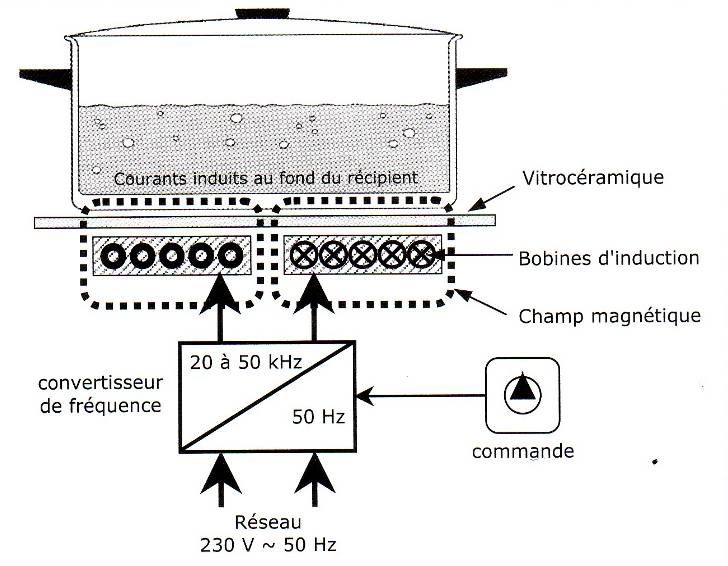 Courants induits au fond du récipient
Vitrocéramique
Bobines d'induction
Champ magnétique
20 à 50 kHz
50 Hz
convertisseur
de fréquence
commande
Réseau
230 V ~ 50 Hz